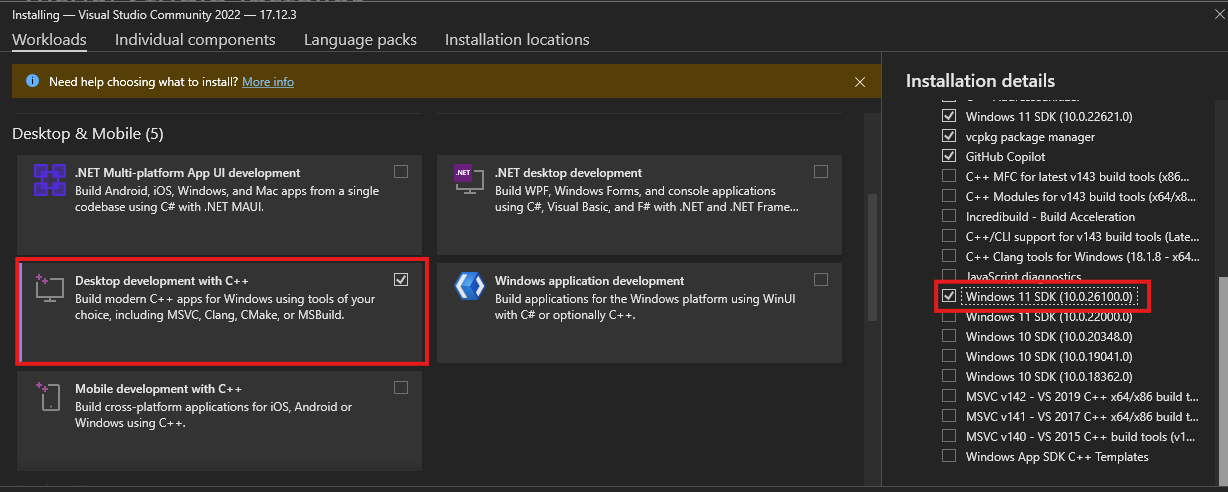 Installing — Visual Studio Community 2022 — 17.12.3
Workloads
Individual components
Language packs
Installation locations
Need help choosing what to install? More info
Desktop & Mobile (5)
.NET Multi-platform App UI development
Build Android, iOS, Windows, and Mac apps from a single
codebase using C# with .NET MAUI.
.NET
.NET desktop development
Build WPF, Windows Forms, and console applications
using C#, Visual Basic, and F# with .NET and .NET Frame...
Desktop development with C++
Build modern C++ apps for Windows using tools of your
choice, including MSVC, Clang, CMake, or MSBuild.
Windows application development
Build applications for the Windows platform using WinUI
with C# or optionally C++.
Mobile development with C++
Build cross-platform applications for iOS, Android or
Windows using C++.
Installation details
Windows 11 SDK (10.0.22621.0)
vcpkg package manager
GitHub Copilot
C++ MFC for latest v143 build tools (x86...
C++ Modules for v143 build tools (x64/x8...
Incredibuild - Build Acceleration
C++/CLI support for v143 build tools (Late...
C++ Clang tools for Windows (18.1.8 - x64...
JavaScript diagnostics
Windows 11 SDK (10.0.26100.0)
Windows 11 SDK (10.0.22000.0)
Windows 10 SDK (10.0.20348.0)
Windows 10 SDK (10.0.19041.0)
Windows 10 SDK (10.0.18362.0)
MSVC v142 - VS 2019 C++ x64/x86 build t...
MSVC v141 - VS 2017 C++ x64/x86 build t...
MSVC v140 - VS 2015 C++ build tools (v1...
Windows App SDK C++ Templates